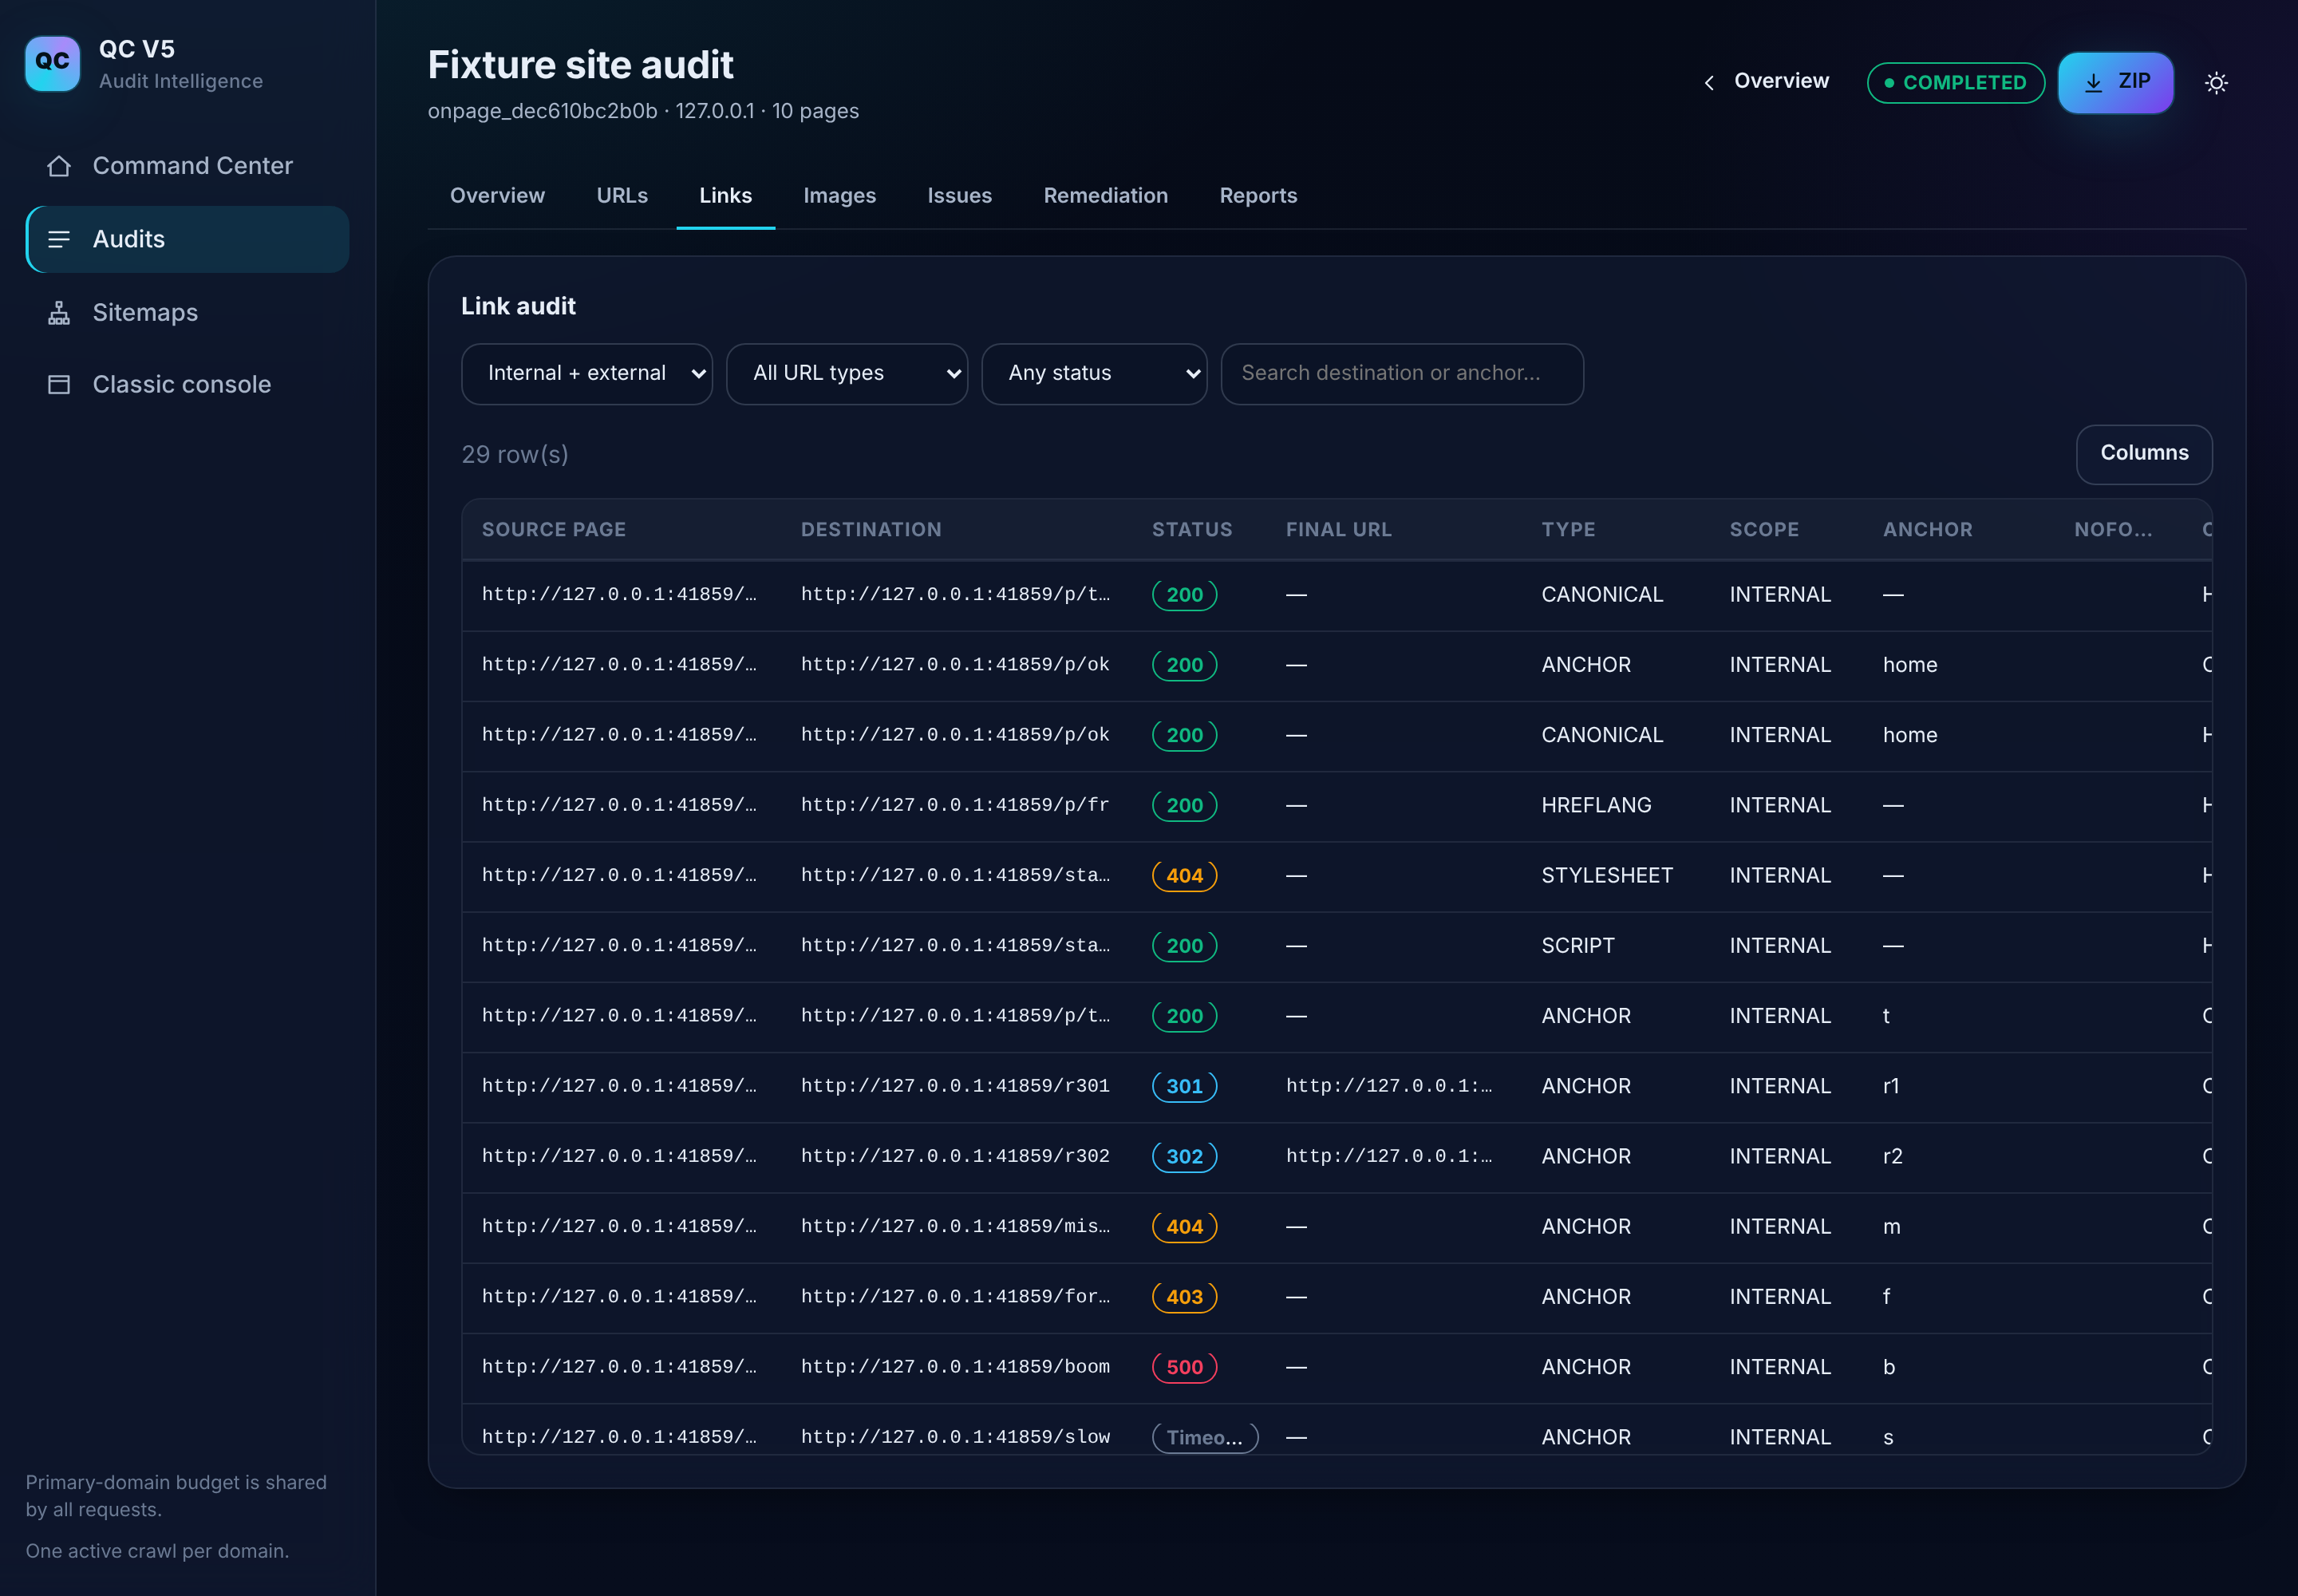 QC
QC V5
Audit Intelligence
Command Center
Audits
Sitemaps
Classic console
Primary-domain budget is shared
by all requests.
One active crawl per domain.
Fixture site audit
onpage_dec610bc2b0b · 127.0.0.1 · 10 pages
Overview
COMPLETED
ZIP
Overview URLs Links Images Issues Remediation Reports
Link audit
Internal + external All URL types Any status Search destination or anchor...
29 row(s)
Columns
SOURCE PAGE DESTINATION STATUS FINAL URL TYPE SCOPE ANCHOR NOFO...
http://127.0.0.1:41859/… http://127.0.0.1:41859/p/t… 200 — CANONICAL INTERNAL —
http://127.0.0.1:41859/… http://127.0.0.1:41859/p/ok 200 — ANCHOR INTERNAL home
http://127.0.0.1:41859/… http://127.0.0.1:41859/p/ok 200 — CANONICAL INTERNAL home
http://127.0.0.1:41859/… http://127.0.0.1:41859/p/fr 200 — HREFLANG INTERNAL —
http://127.0.0.1:41859/… http://127.0.0.1:41859/sta… 404 — STYLESHEET INTERNAL —
http://127.0.0.1:41859/… http://127.0.0.1:41859/sta… 200 — SCRIPT INTERNAL —
http://127.0.0.1:41859/… http://127.0.0.1:41859/p/t… 200 — ANCHOR INTERNAL t
http://127.0.0.1:41859/… http://127.0.0.1:41859/r301 301 http://127.0.0.1:… ANCHOR INTERNAL r1
http://127.0.0.1:41859/… http://127.0.0.1:41859/r302 302 http://127.0.0.1:… ANCHOR INTERNAL r2
http://127.0.0.1:41859/… http://127.0.0.1:41859/mis… 404 — ANCHOR INTERNAL m
http://127.0.0.1:41859/… http://127.0.0.1:41859/for… 403 — ANCHOR INTERNAL f
http://127.0.0.1:41859/… http://127.0.0.1:41859/boom 500 — ANCHOR INTERNAL b
http://127.0.0.1:41859/… http://127.0.0.1:41859/slow Timeo... — ANCHOR INTERNAL s